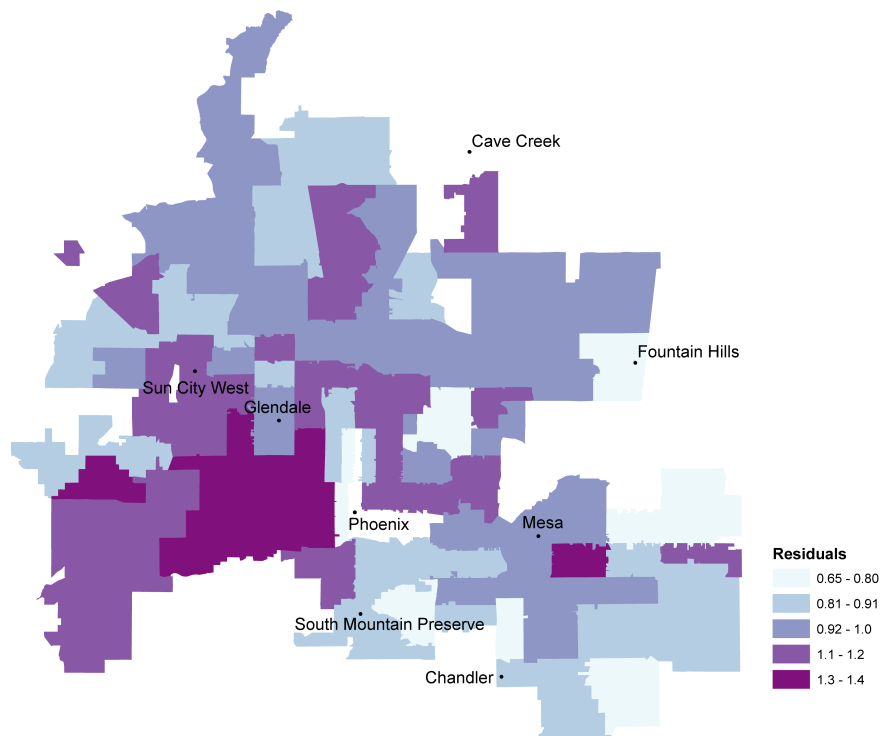 Cave Creek
Fountain Hills
Sun City West
Glendale
Phoenix
Mesa
South Mountain Preserve
Chandler
Residuals
0.65 - 0.80
0.81 - 0.91
0.92 - 1.0
1.1 - 1.2
1.3 - 1.4